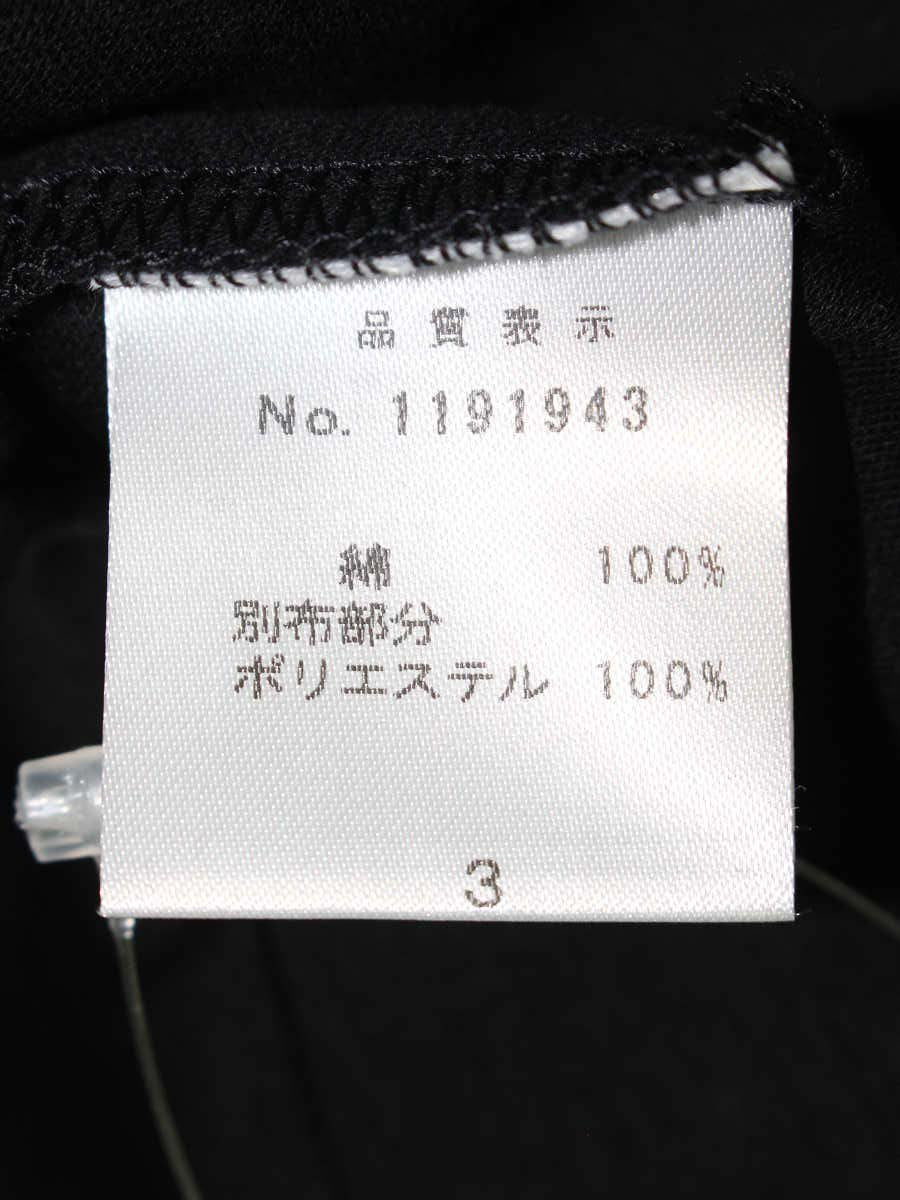 品質表示
No. 1191943
綿 100%
別布部分
ポリエステル 100%
3